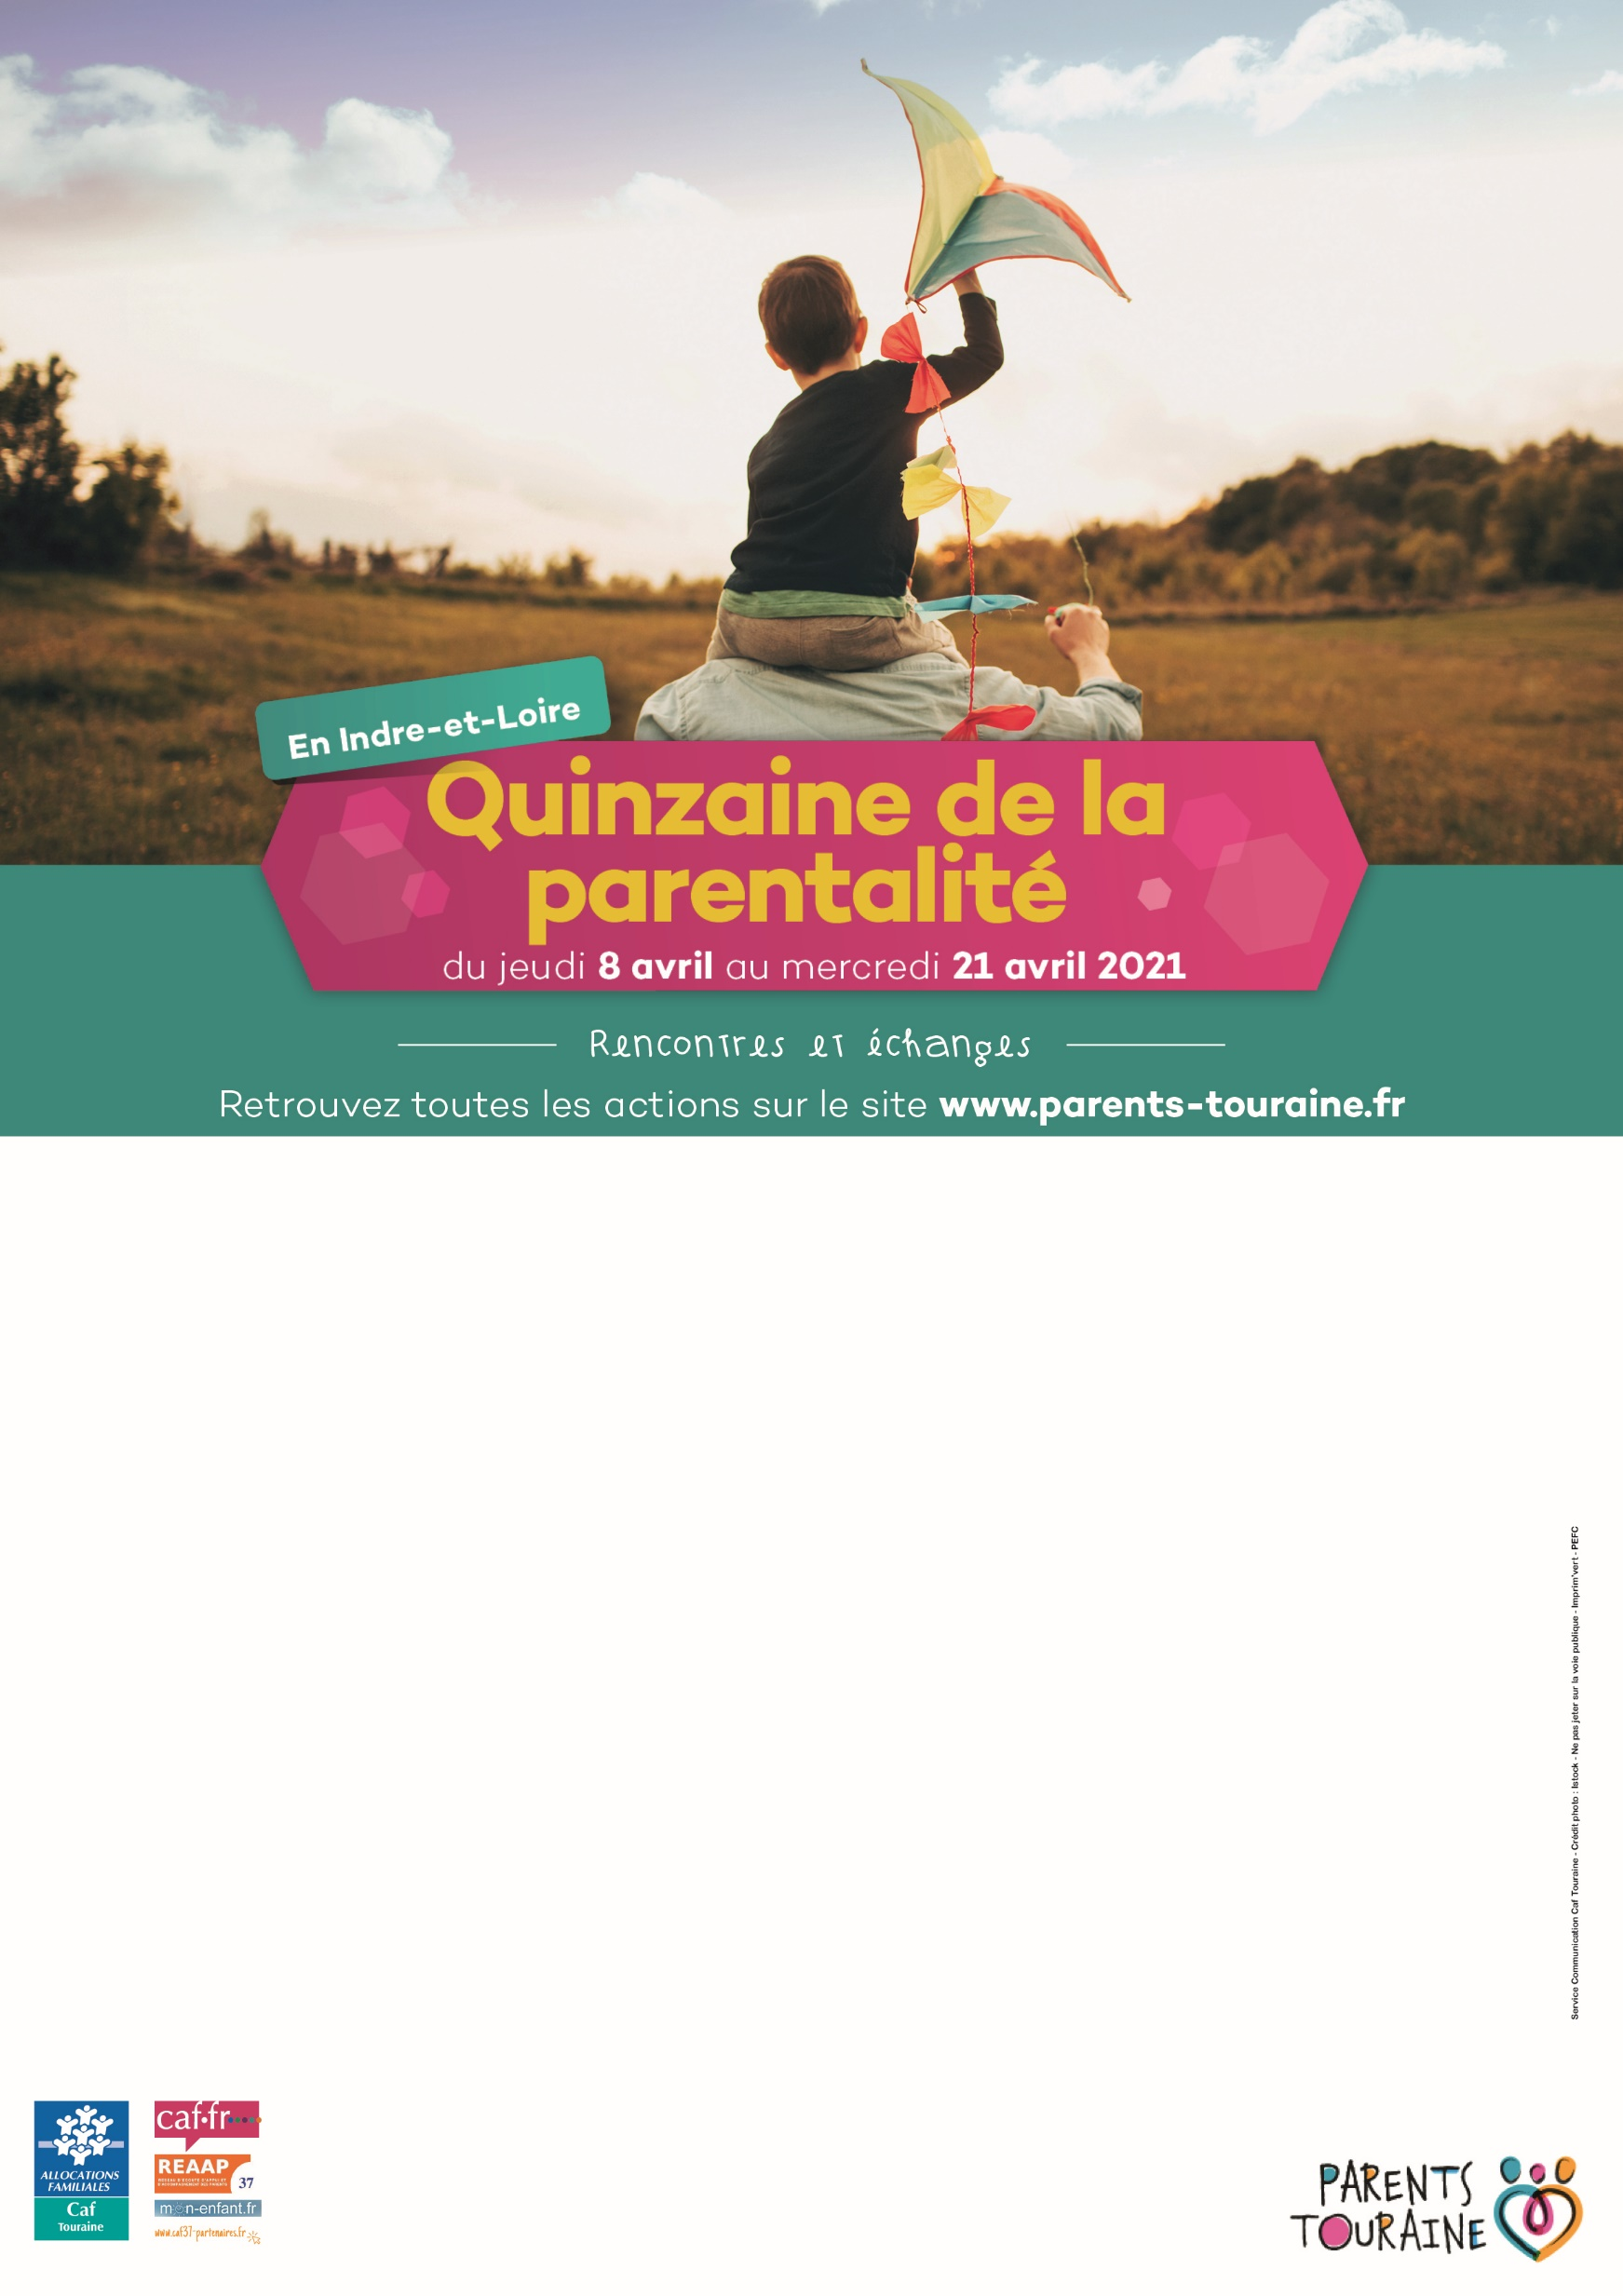 En Indre-et-Loire
Quinzaine de la
parentalité
du jeudi 8 avril au mercredi 21 avril 2021
Rencontres et échanges
Retrouvez toutes les actions sur le site www.parents-touraine.fr
Service Communication Caf Touraine - Crédit photo : Istock - Ne pas jeter sur la voie publique - Imprim'vert - PEFC
ALLOCATIONS
FAMILIALES
Caf
Touraine
caf.fr
REAAP
37
mon-enfant.fr
www.caf37-partenaires.fr
PARENTS
TOURAINE